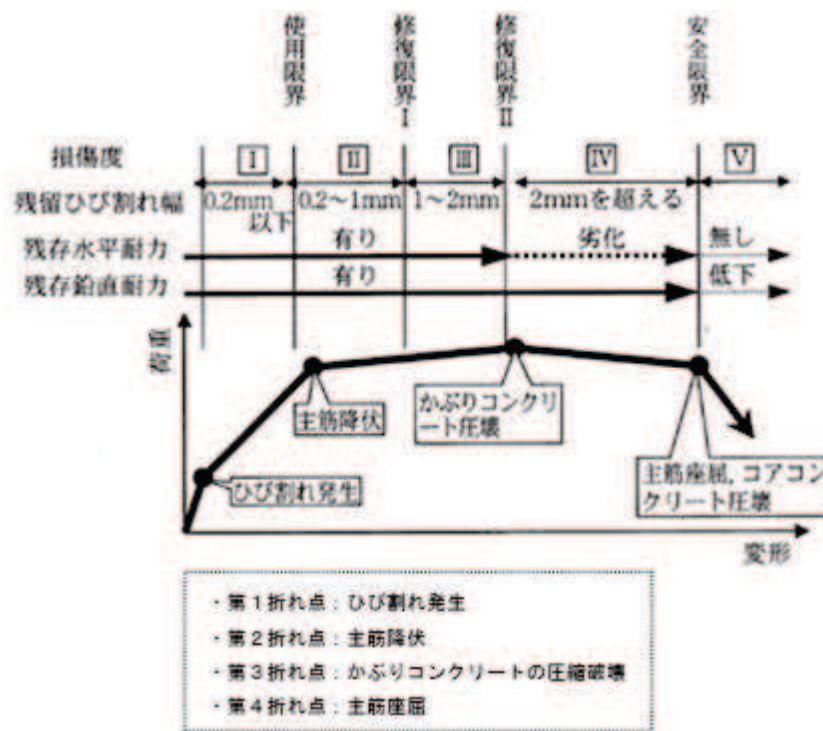 使用限界
修復限界Ⅰ
修復限界Ⅱ
安全限界
損傷度
Ⅰ
Ⅱ
Ⅲ
Ⅳ
Ⅴ
残留ひび割れ幅
0.2mm
以下
0.2～1mm
1～2mm
2mmを超える
残存水平耐力
有り
劣化
無し
残存鉛直耐力
有り
低下
荷重
主筋降伏
かぶりコンクリ
ート圧壊
ひび割れ発生
主筋座屈,コアコン
クリート圧壊
変形
・第1折れ点：ひび割れ発生
・第2折れ点：主筋降伏
・第3折れ点：かぶりコンクリートの圧縮破壊
・第4折れ点：主筋座屈